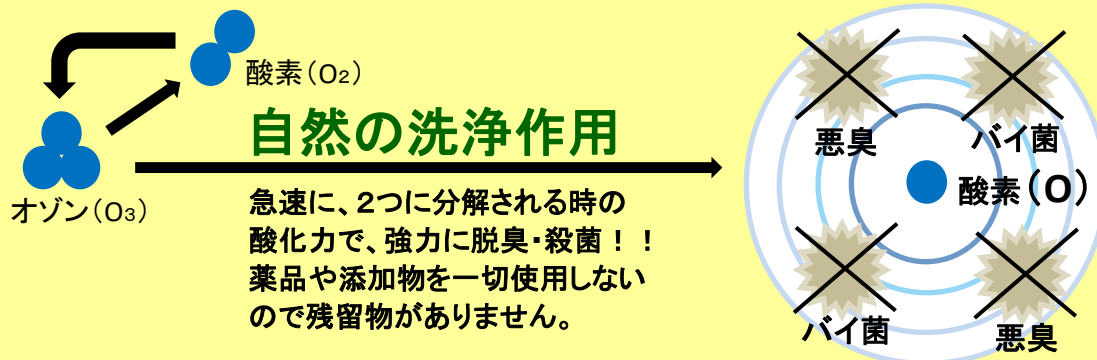 酸素(O2)
オゾン(O3)
自然の洗浄作用
急速に、2つに分解される時の
酸化力で、強力に脱臭・殺菌!!
薬品や添加物を一切使用しない
ので残留物がありません。
悪臭
バイ菌
酸素(O)
バイ菌
悪臭